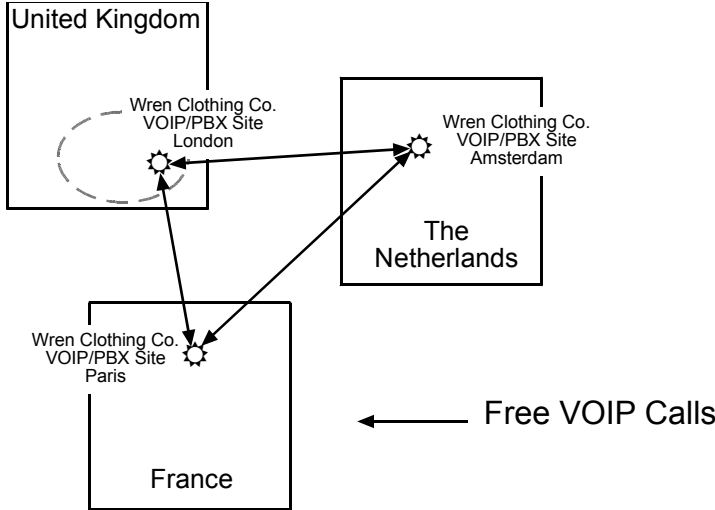 United Kingdom
Wren Clothing Co.
VOIP/PBX Site
London
Wren Clothing Co.
VOIP/PBX Site
Amsterdam
The
Netherlands
Wren Clothing Co.
VOIP/PBX Site
Paris
Free VOIP Calls
France